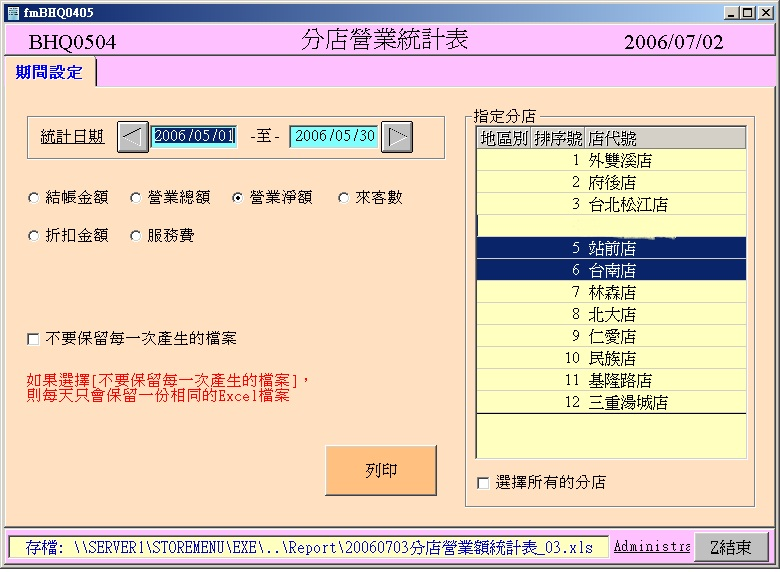 fmBHQ0405
BHQ0504 分店營業統計表 2006/07/02
期間設定
統計日期 2006/05/01 -至- 2006/05/30
結帳金額 營業總額 營業淨額 來客數
折扣金額 服務費
不要保留每一次產生的檔案
如果選擇[不要保留每一次產生的檔案]，
則每天只會保留一份相同的Excel檔案
列印
指定分店
地區別 排序號 店代號
1 外雙溪店
2 府後店
3 台北松江店
5 站前店
6 台南店
7 林森店
8 北大店
9 仁愛店
10 民族店
11 基隆路店
12 三重湯城店
選擇所有的分店
存檔: \\SERVER1\STOREMENU\EXE\..\Report\20060703分店營業額統計表_03.xls Administra Z結束